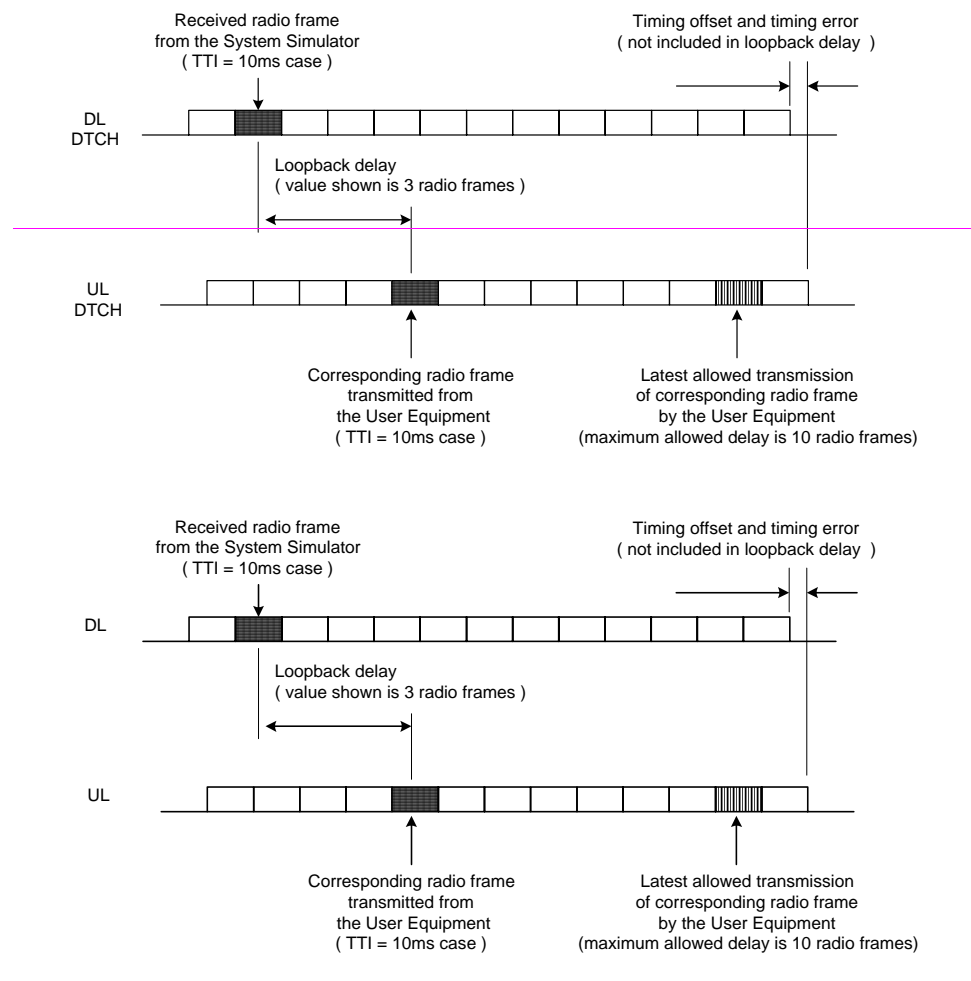 Received radio frame
from the System Simulator
( TTI = 10ms case )
Timing offset and timing error
( not included in loopback delay )
DL
DTCH
Loopback delay
( value shown is 3 radio frames )
UL
DTCH
Corresponding radio frame
transmitted from
the User Equipment
( TTI = 10ms case )
Latest allowed transmission
of corresponding radio frame
by the User Equipment
(maximum allowed delay is 10 radio frames)
Received radio frame
from the System Simulator
( TTI = 10ms case )
Timing offset and timing error
( not included in loopback delay )
DL
Loopback delay
( value shown is 3 radio frames )
UL
Corresponding radio frame
transmitted from
the User Equipment
( TTI = 10ms case )
Latest allowed transmission
of corresponding radio frame
by the User Equipment
(maximum allowed delay is 10 radio frames)